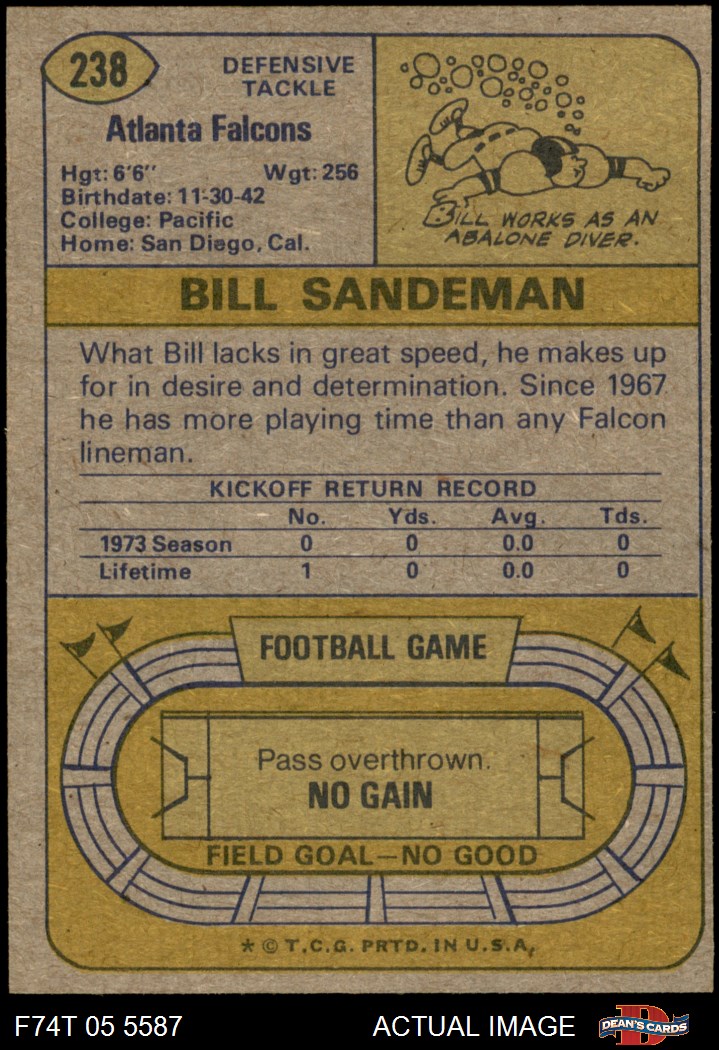 238
DEFENSIVE
TACKLE
Atlanta Falcons
Hgt: 6'6" Wgt: 256
Birthdate: 11-30-42
College: Pacific
Home: San Diego, Cal.
BILL WORKS AS AN
ABALONE DIVER.
BILL SANDEMAN
What Bill lacks in great speed, he makes up
for in desire and determination. Since 1967
he has more playing time than any Falcon
lineman.
KICKOFF RETURN RECORD
No. Yds. Avg. Tds.
1973 Season 0 0 0.0 0
Lifetime 1 0 0.0 0
FOOTBALL GAME
Pass overthrown.
NO GAIN
FIELD GOAL—NO GOOD
* © T.C.G. PRTD. IN U.S.A.
F74T 05 5587 ACTUAL IMAGE D DEAN'S CARDS